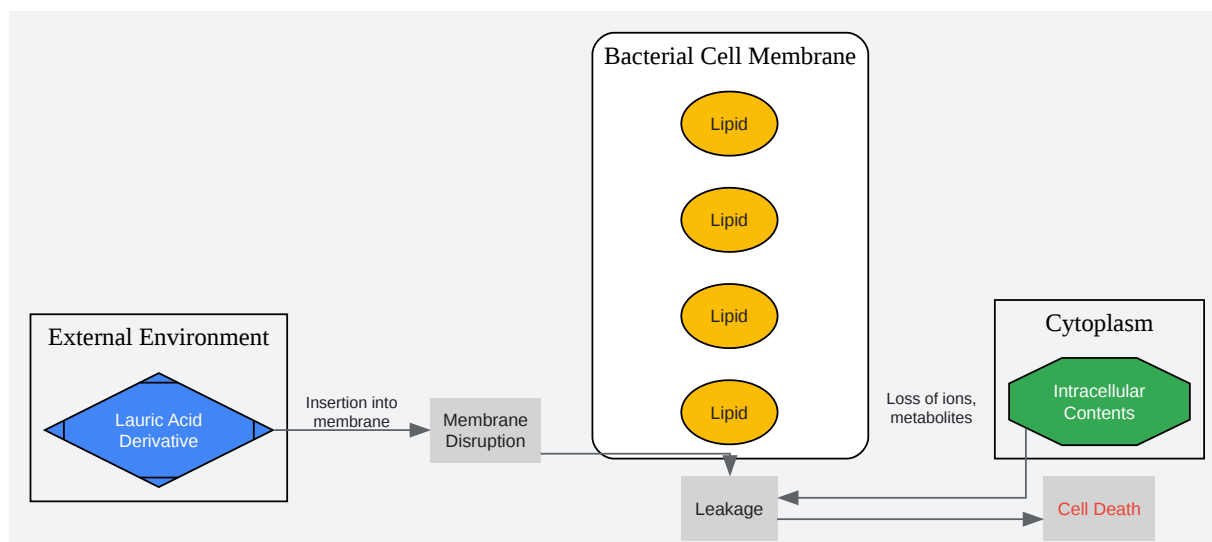 Bacterial Cell Membrane
Lipid
Lipid
Lipid
Lipid
External Environment
Lauric Acid
Derivative
Insertion into
membrane
Membrane
Disruption
Leakage
Loss of ions,
metabolites
Cytoplasm
Intracellular
Contents
Cell Death